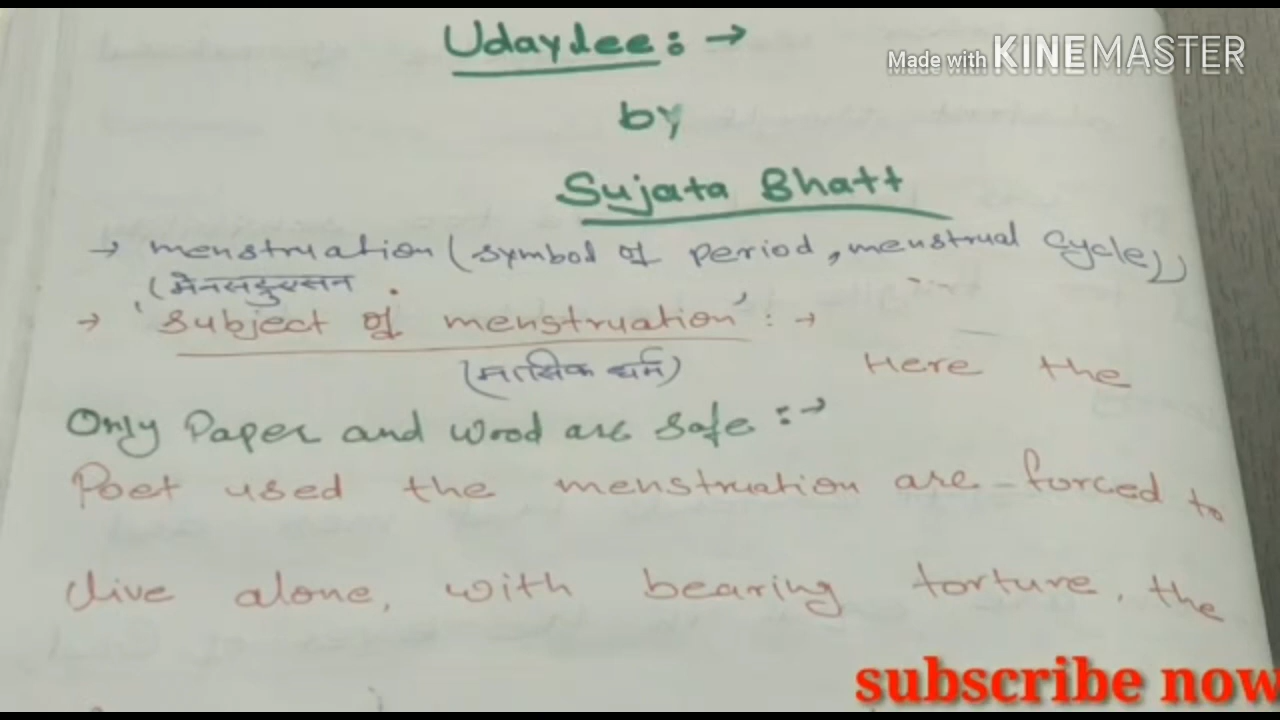 Udaylee :→
Made with KINEMASTER
by
Sujata Bhatt
→ menstruation (symbol of period, menstrual Cycle)
(मेनसट्रुएसन
→ 'Subject of menstruation' : →
(मासिक धर्म)
Here the
Only Paper and wood are safe :→
Poet used the menstruation are forced to
live alone, with bearing torture, the
subscribe now